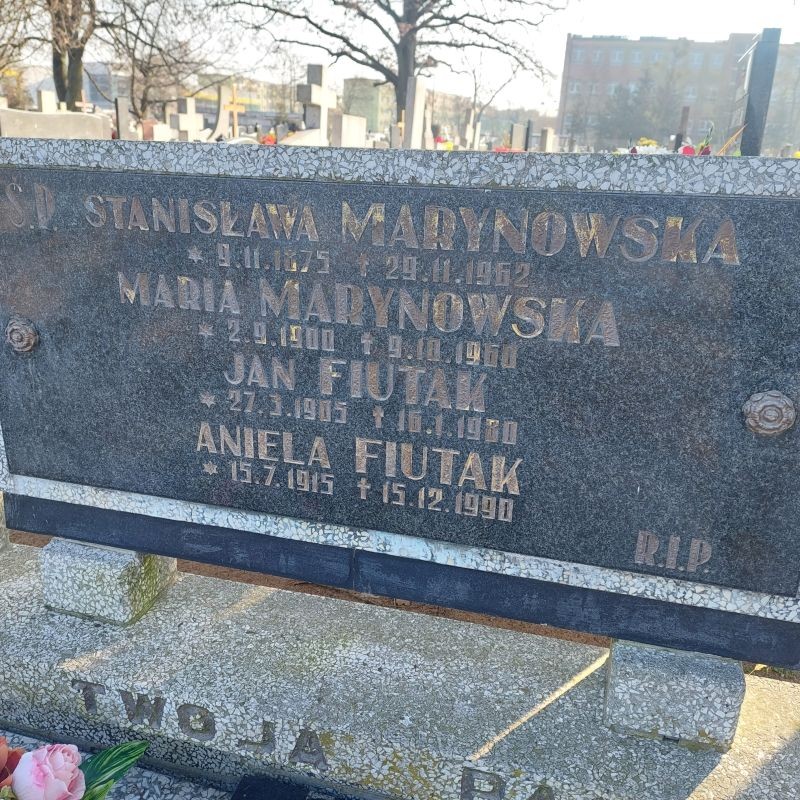 Ś.P. STANISŁAWA MARYNOWSKA
* 9.11.1875 † 29.11.1962
MARIA MARYNOWSKA
* 2.9.1900 † 9.10.1960
JAN FIUTAK
* 27.3.1905 † 16.1.1980
ANIELA FIUTAK
* 15.7.1915 † 15.12.1990
R.I.P.
TWOJA